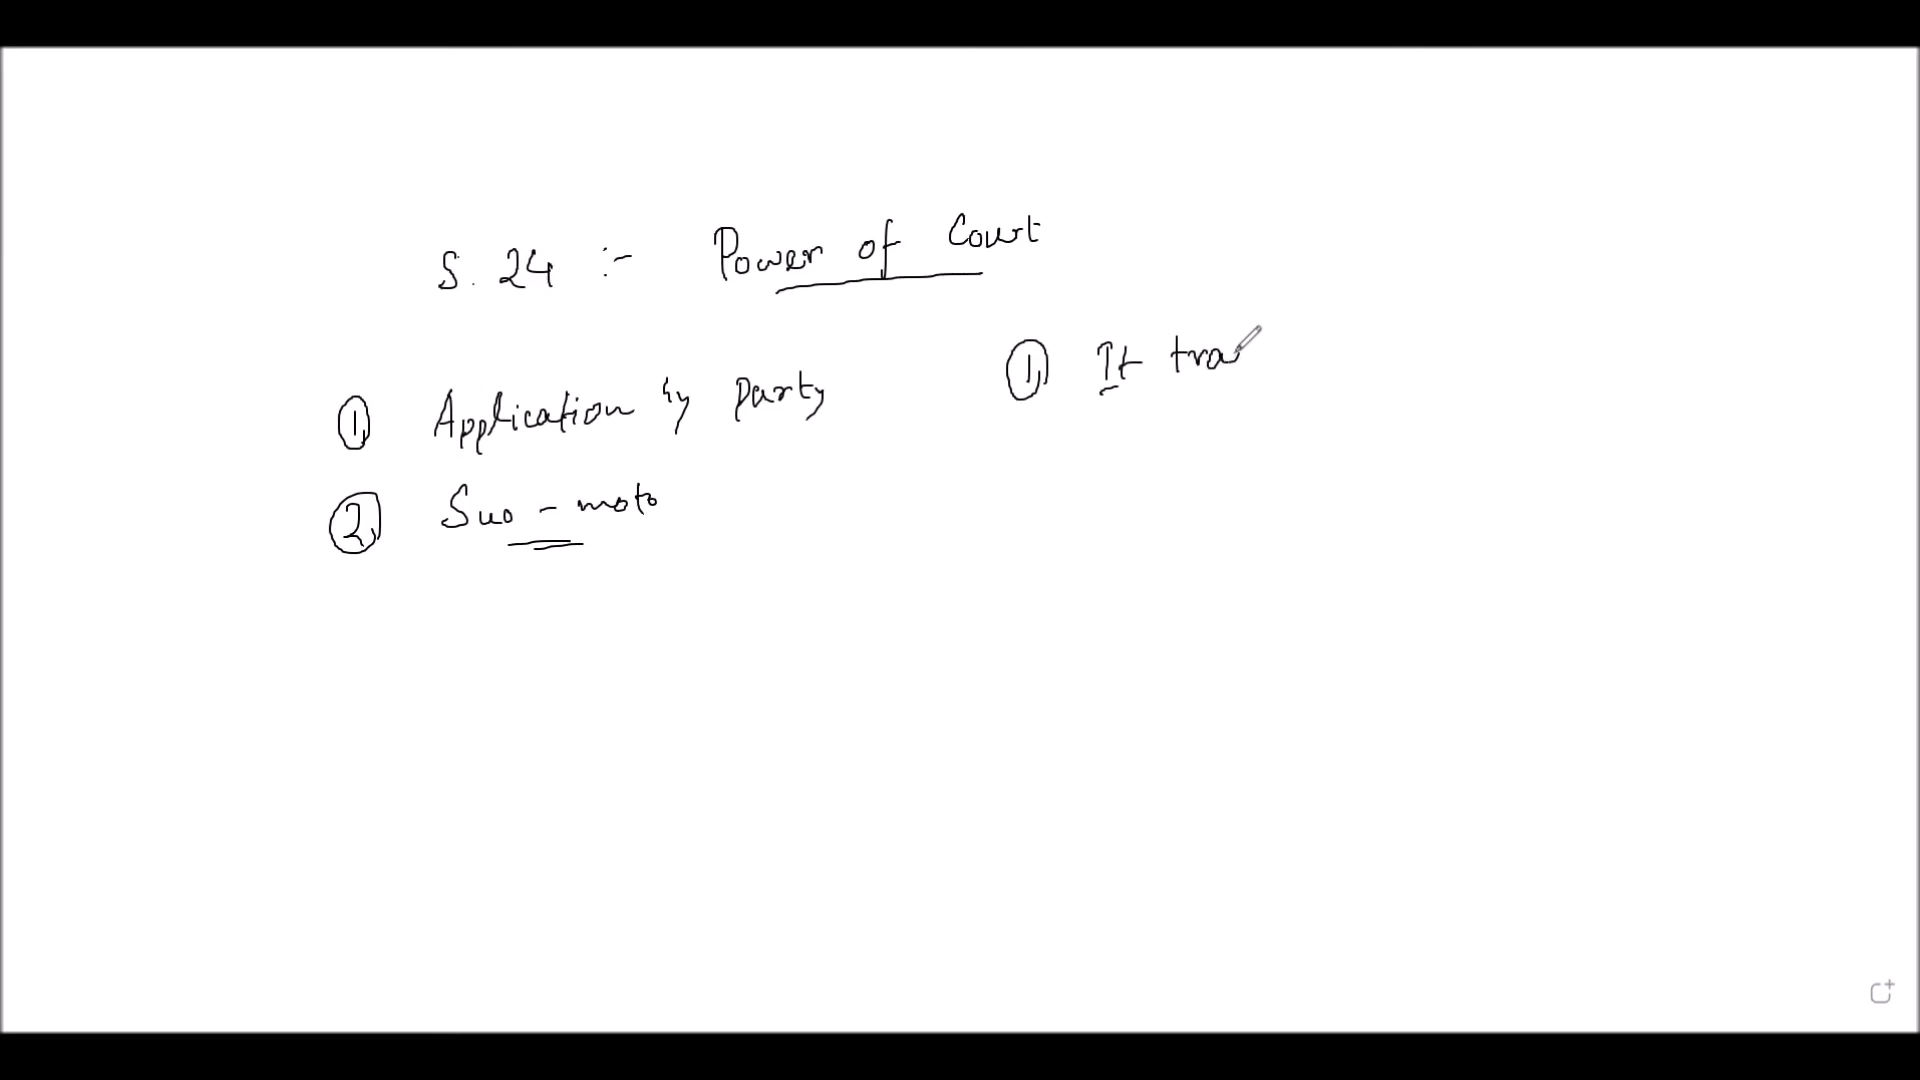 S. 24 :- Power of Court
① Application by party
② Suo - moto
① It tra